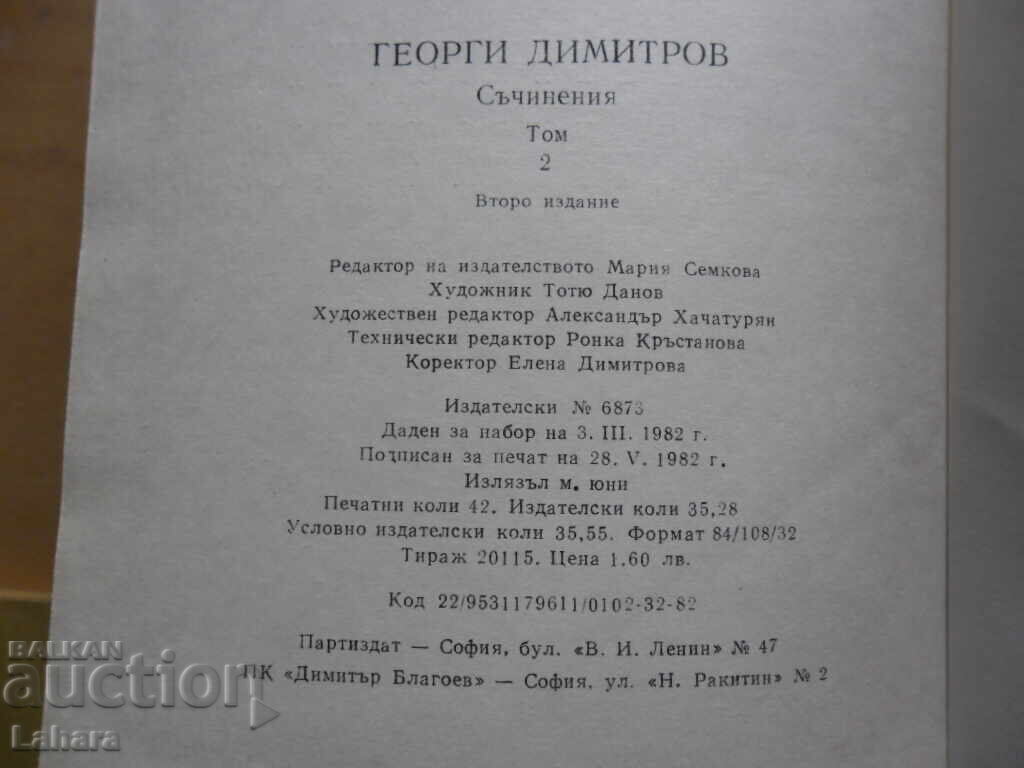 ГЕОРГИ ДИМИТРОВ
Съчинения
Том
2
Второ издание
Редактор на издателството Мария Семкова
Художник Тотю Данов
Художествен редактор Александър Хачатурян
Технически редактор Ронка Кръстанова
Коректор Елена Димитрова
Издателски № 6873
Даден за набор на 3. III. 1982 г.
Подписан за печат на 28. V. 1982 г.
Излязъл м. юни
Печатни коли 42. Издателски коли 35,28
Условно издателски коли 35,55. Формат 84/108/32
Тираж 20115. Цена 1.60 лв.
Код 22/9531179611/0102-32-82
Партиздат — София, бул. «В. И. Ленин» № 47
ПК «Димитър Благоев» — София, ул. «Н. Ракитин» № 2
BALKAN
auction
Lahara